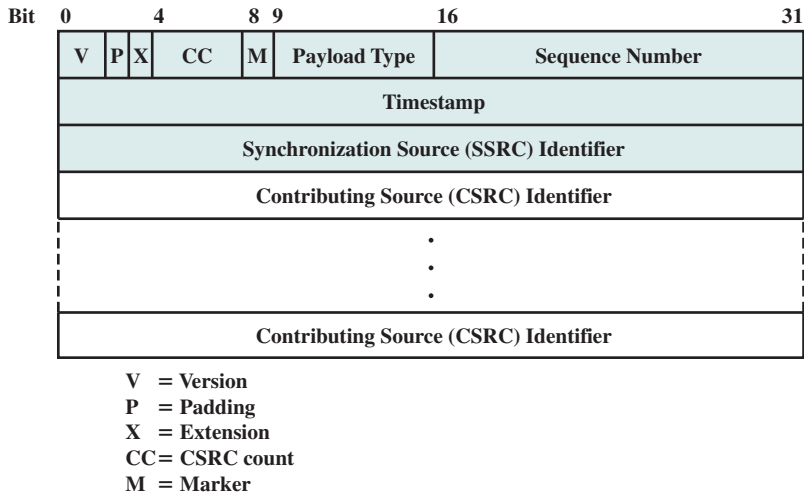 Bit 0 4 8 9 16 31
V P X CC M Payload Type Sequence Number
Timestamp
Synchronization Source (SSRC) Identifier
Contributing Source (CSRC) Identifier
Contributing Source (CSRC) Identifier
V = Version
P = Padding
X = Extension
CC= CSRC count
M = Marker